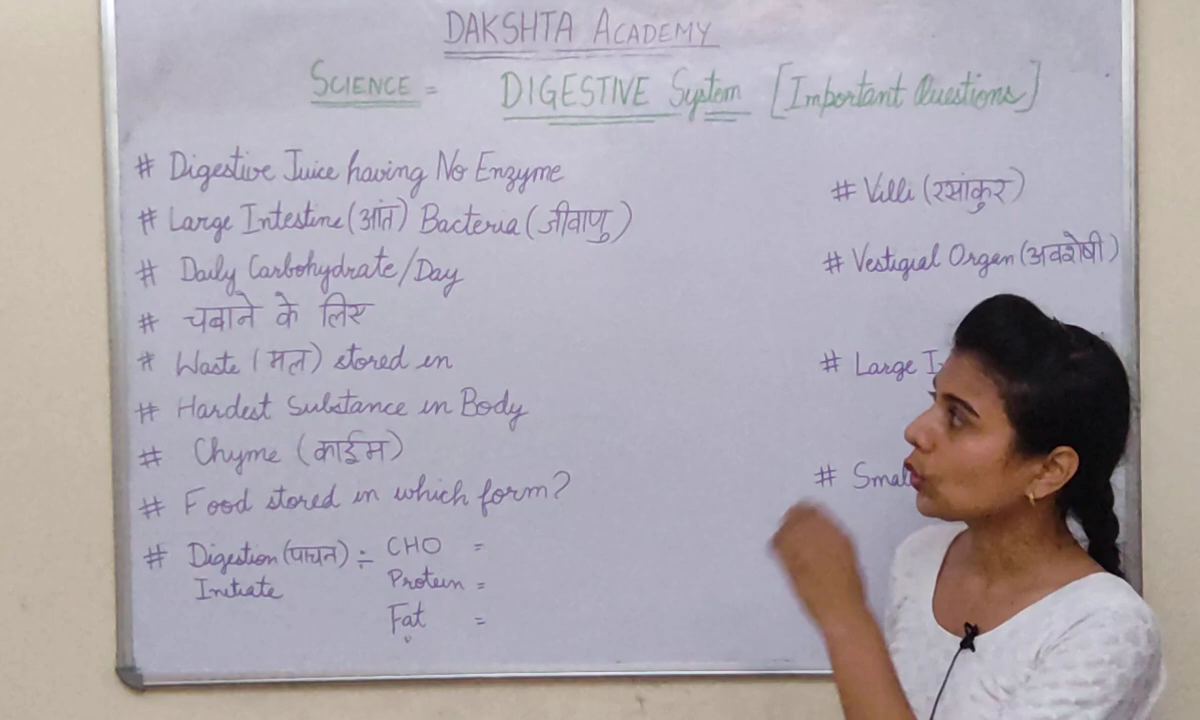 DAKSHTA ACADEMY
SCIENCE = DIGESTIVE System [Important Questions]
# Digestive Juice having No Enzyme
# Large Intestine (आंत) Bacteria (जीवाणु)
# Daily Carbohydrate/Day
# चबाने के लिए
# Waste (मल) stored in
# Hardest Substance in Body
# Chyme (काईम)
# Food stored in which form?
# Digestion (पाचन) ÷ CHO =
Initiate Protein =
Fat =
# Villi (रसांकुर)
# Vestigial Organ (अवशेषी)
# Large
#